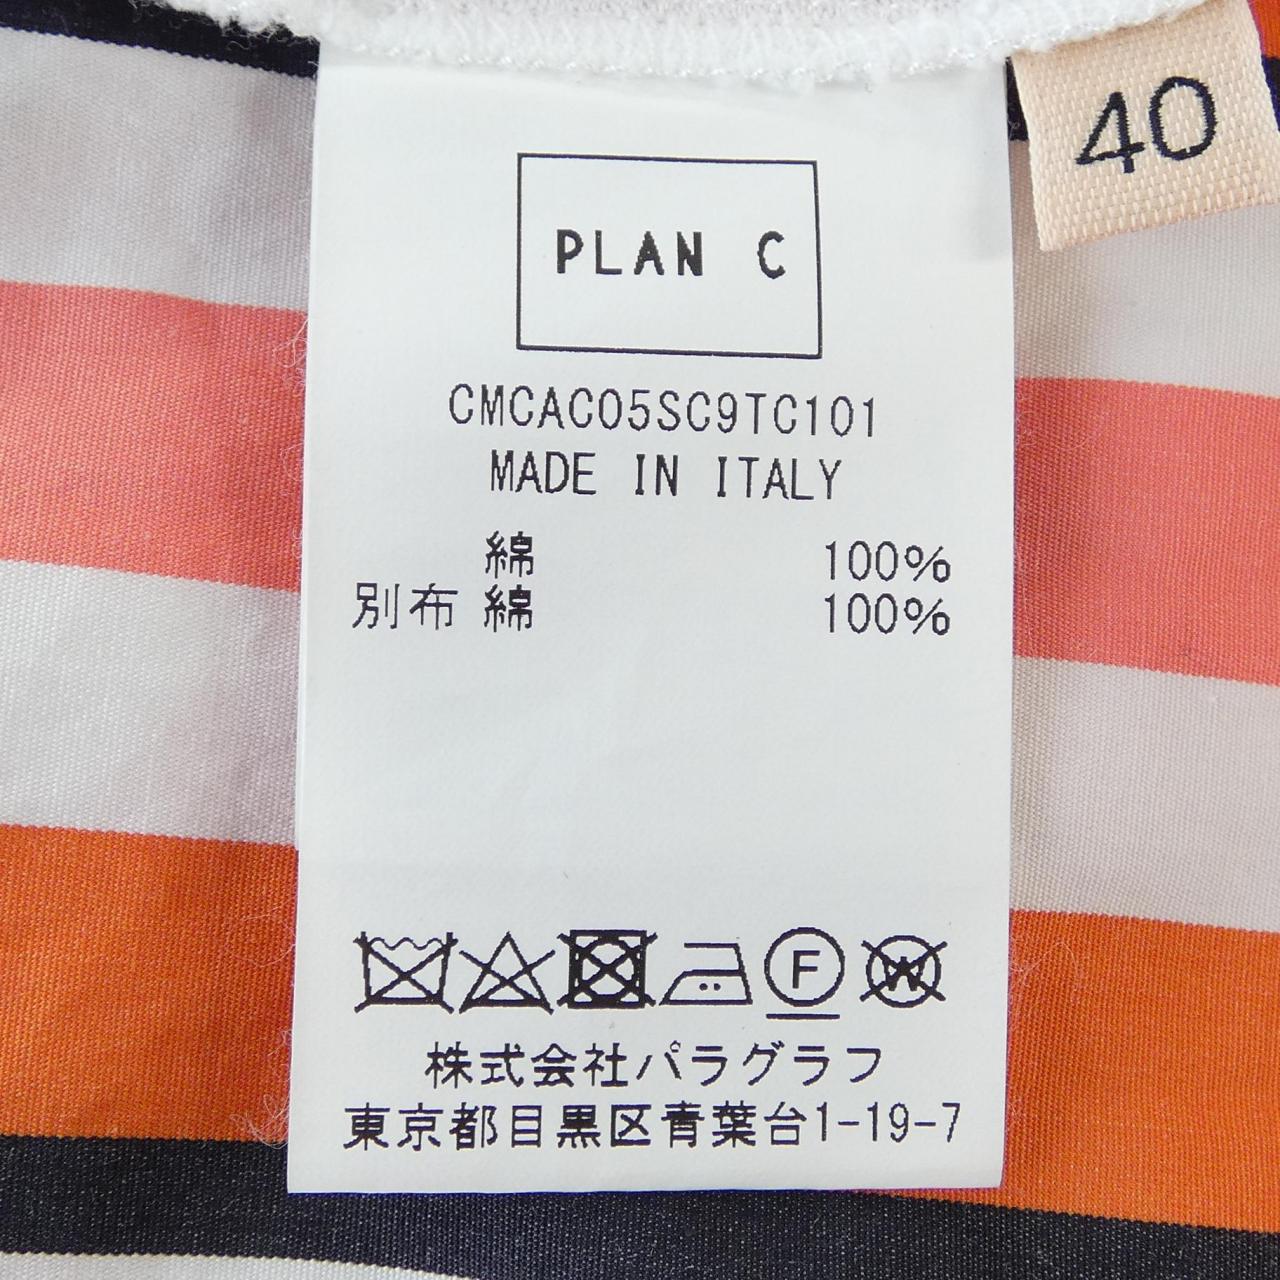 40
PLAN C
CMCAC05SC9TC101
MADE IN ITALY
綿 100%
別布 綿 100%
F W
株式会社パラグラフ
東京都目黒区青葉台1-19-7